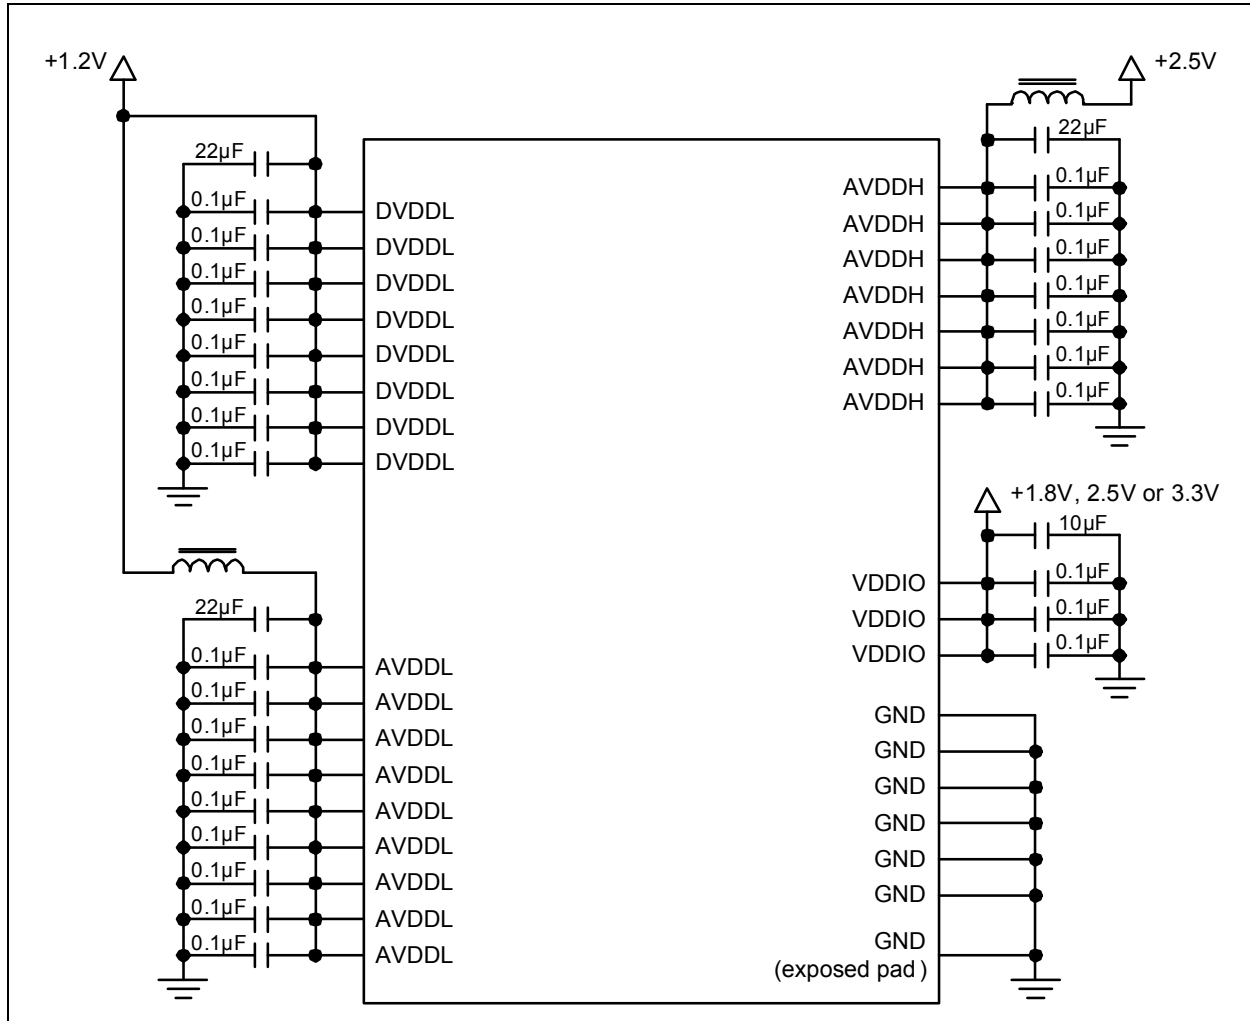 +1.2V
22µF
0.1µF
DVDDL
0.1µF
DVDDL
0.1µF
DVDDL
0.1µF
DVDDL
0.1µF
DVDDL
0.1µF
DVDDL
0.1µF
DVDDL
0.1µF
DVDDL
22µF
0.1µF
AVDDL
0.1µF
AVDDL
0.1µF
AVDDL
0.1µF
AVDDL
0.1µF
AVDDL
0.1µF
AVDDL
0.1µF
AVDDL
0.1µF
AVDDL
0.1µF
AVDDL
+2.5V
22µF
AVDDH
0.1µF
AVDDH
0.1µF
AVDDH
0.1µF
AVDDH
0.1µF
AVDDH
0.1µF
AVDDH
0.1µF
AVDDH
0.1µF
+1.8V, 2.5V or 3.3V
10µF
VDDIO
0.1µF
VDDIO
0.1µF
VDDIO
0.1µF
GND
GND
GND
GND
GND
GND
GND
(exposed pad)